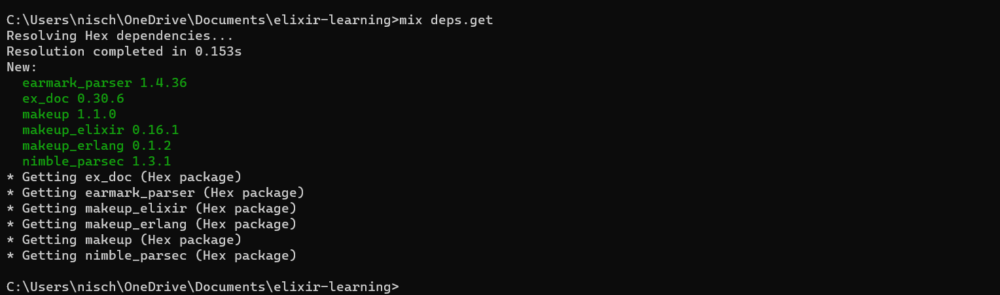 C:\Users\nisch\OneDrive\Documents\elixir-learning>mix deps.get
Resolving Hex dependencies...
Resolution completed in 0.153s
New:
  earmark_parser 1.4.36
  ex_doc 0.30.6
  makeup 1.1.0
  makeup_elixir 0.16.1
  makeup_erlang 0.1.2
  nimble_parsec 1.3.1
* Getting ex_doc (Hex package)
* Getting earmark_parser (Hex package)
* Getting makeup_elixir (Hex package)
* Getting makeup_erlang (Hex package)
* Getting makeup (Hex package)
* Getting nimble_parsec (Hex package)
C:\Users\nisch\OneDrive\Documents\elixir-learning>